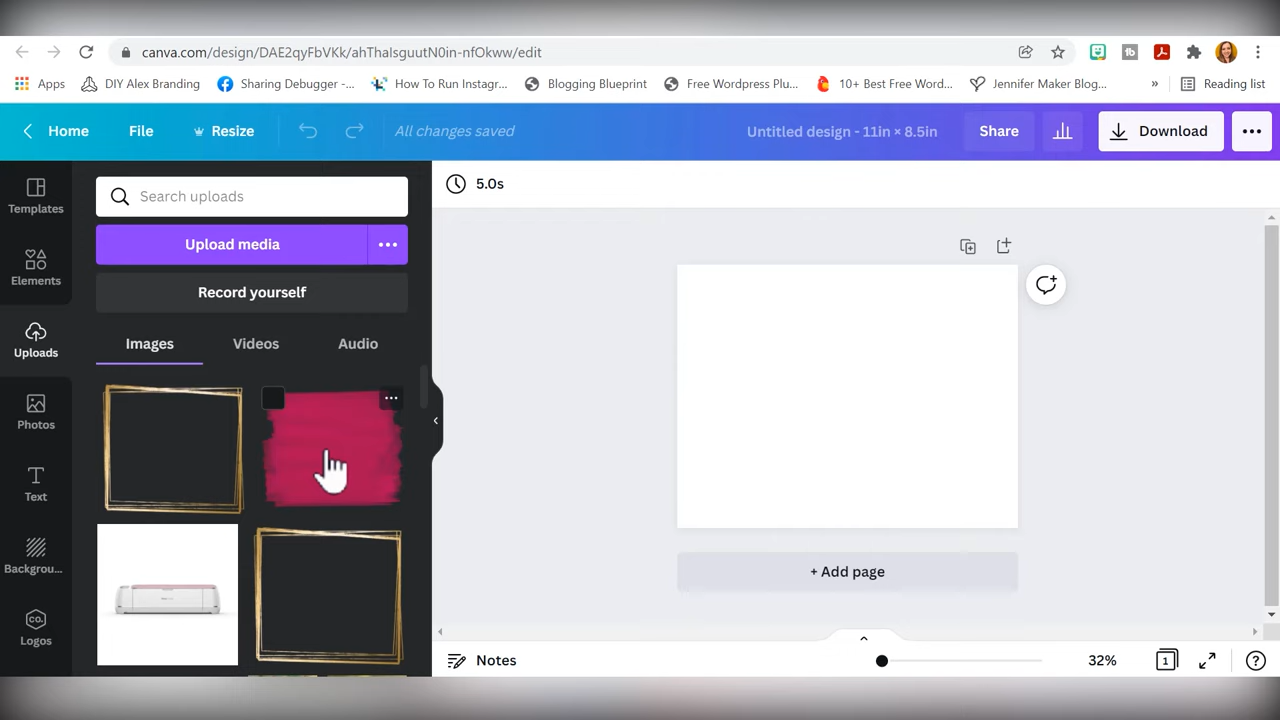 canva.com/design/DAE2qyFbVKk/ahThaIsguutN0in-nfOkww/edit
Apps DIY Alex Branding Sharing Debugger -... How To Run Instagr... Blogging Blueprint Free Wordpress Plu... 10+ Best Free Word... Jennifer Maker Blog... » Reading list
Home File Resize All changes saved Untitled design - 11in × 8.5in Share Download
Templates
Elements
Uploads
Photos
Text
Backgrou...
CO.
Logos
Search uploads
Upload media
Record yourself
Images Videos Audio
5.0s
+ Add page
Notes 32% 1 ?